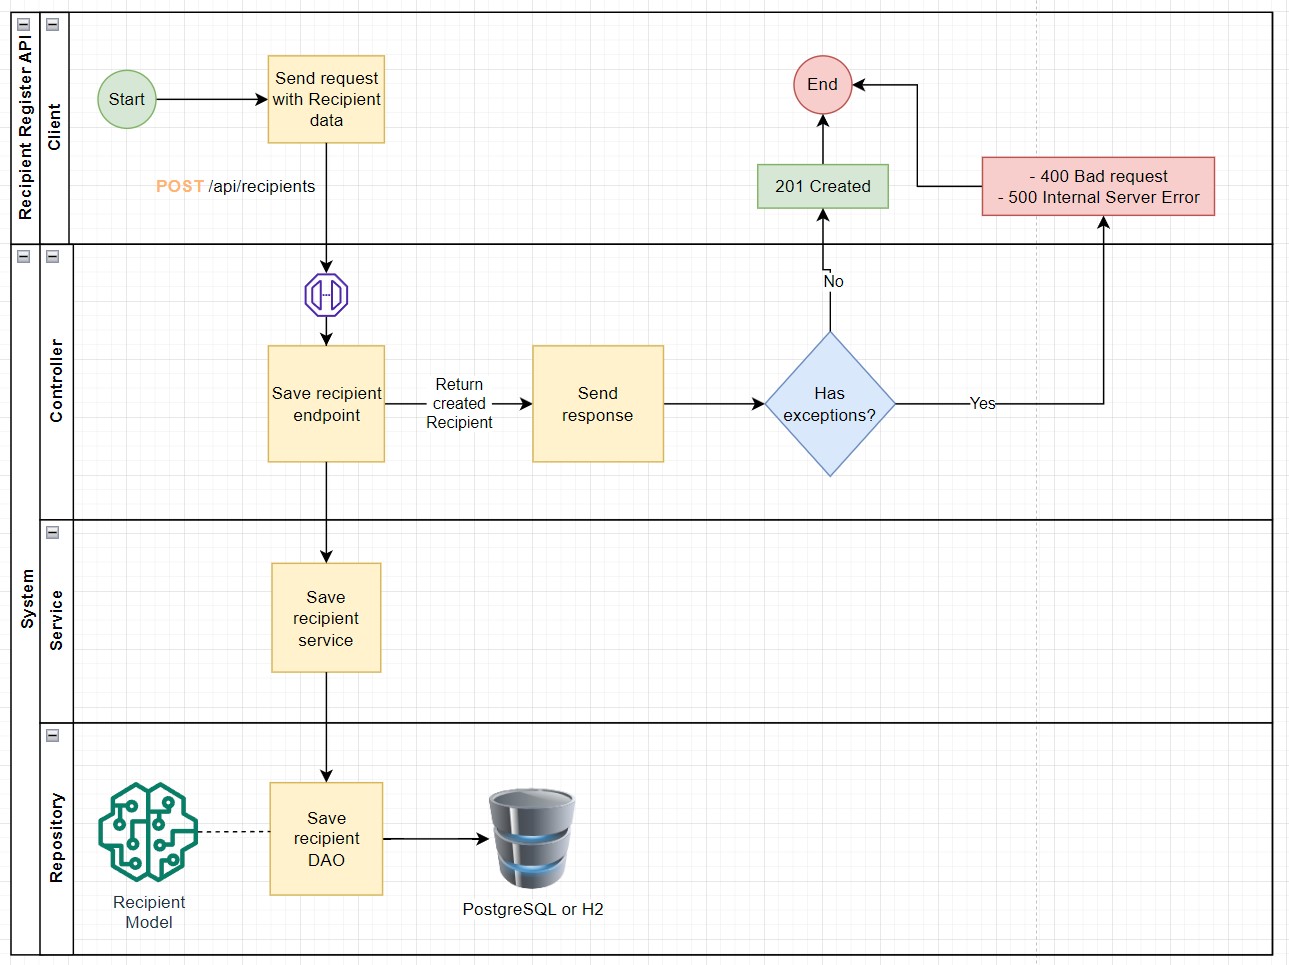 Recipient Register API
Client
Start
Send request
with Recipient
data
End
POST /api/recipients
201 Created
- 400 Bad request
- 500 Internal Server Error
System
Controller
No
Save recipient
endpoint
Return
created
Recipient
Send
response
Has
exceptions?
Yes
Service
Save
recipient
service
Repository
Recipient
Model
Save
recipient
DAO
PostgreSQL or H2